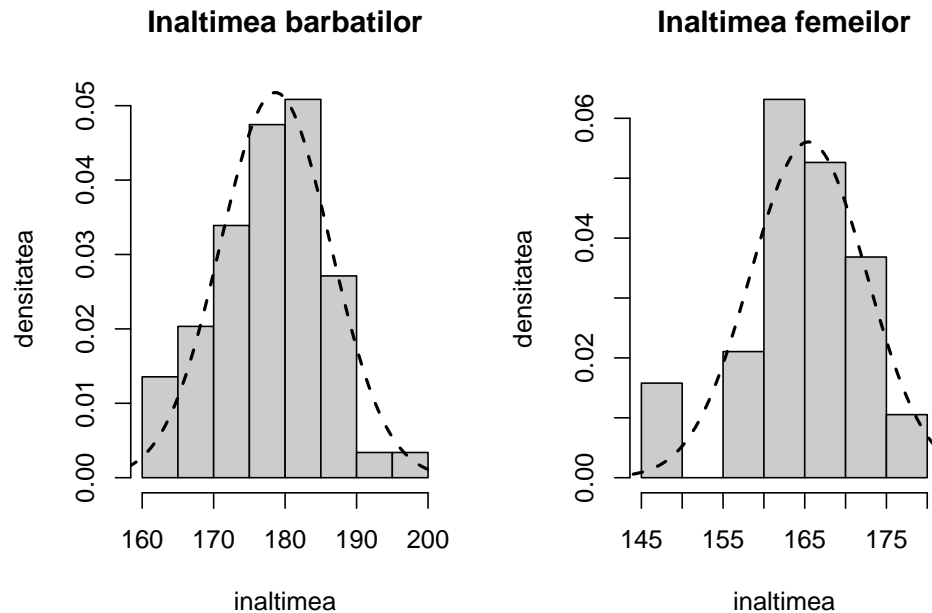 Inaltimea barbatilor
densitatea
0.05
0.04
0.03
0.02
0.01
0.00
160 170 180 190 200
inaltimea
Inaltimea femeilor
densitatea
0.06
0.04
0.02
0.00
145 155 165 175
inaltimea